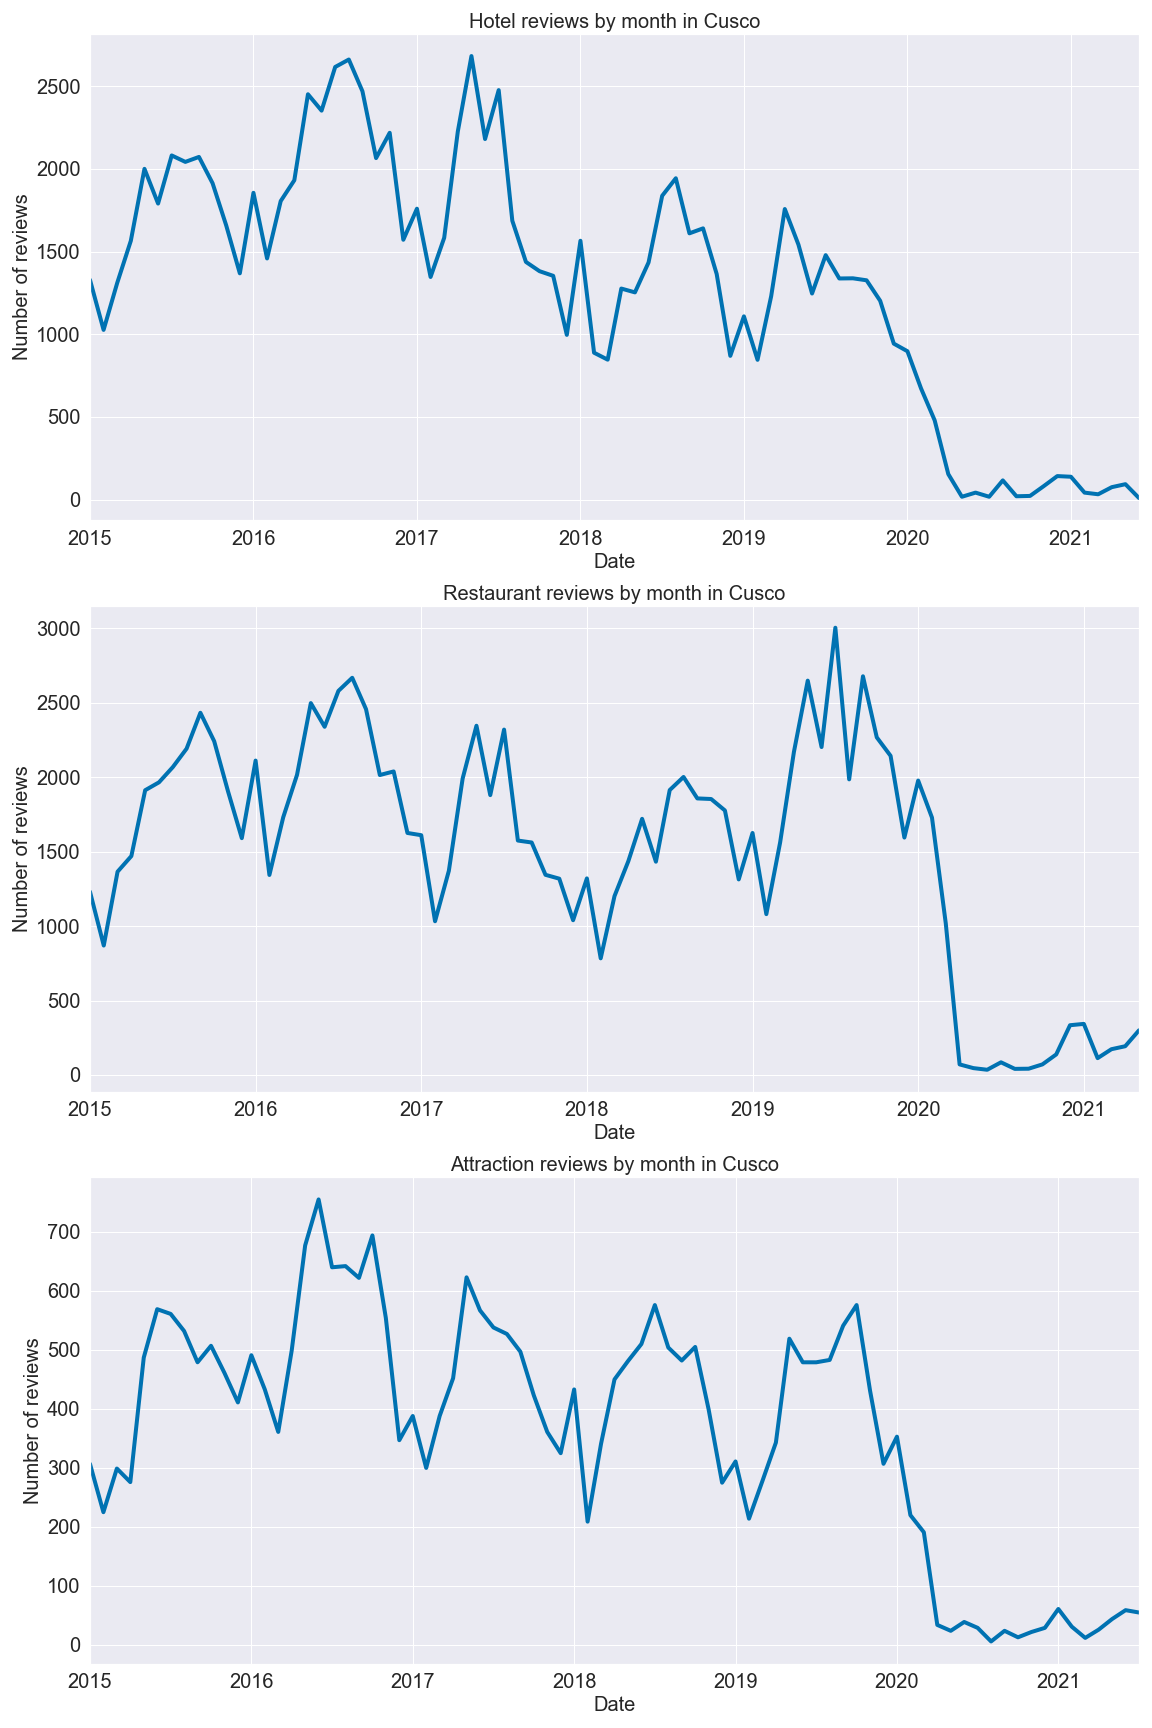 Hotel reviews by month in Cusco
Number of reviews
2500
2000
1500
1000
500
0
2015 2016 2017 2018 2019 2020 2021
Date
Restaurant reviews by month in Cusco
Number of reviews
3000
2500
2000
1500
1000
500
0
2015 2016 2017 2018 2019 2020 2021
Date
Attraction reviews by month in Cusco
Number of reviews
700
600
500
400
300
200
100
0
2015 2016 2017 2018 2019 2020 2021
Date